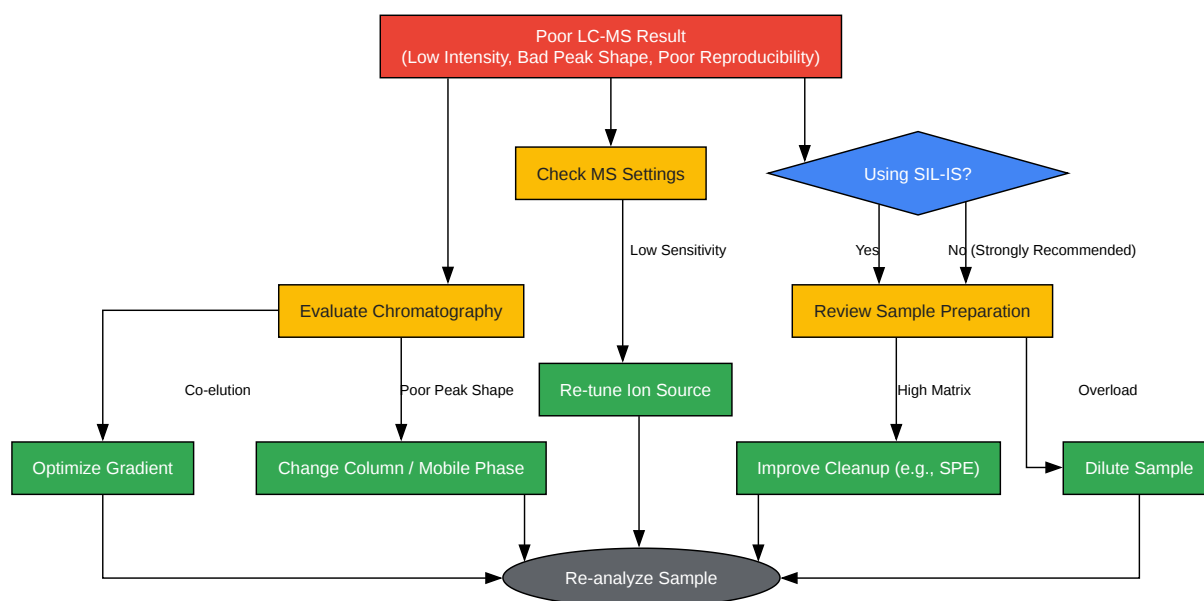 Poor LC-MS Result
(Low Intensity, Bad Peak Shape, Poor Reproducibility)
Using SIL-IS?
Check MS Settings
Low Sensitivity
Yes
No (Strongly Recommended)
Evaluate Chromatography
Review Sample Preparation
Co-elution
Poor Peak Shape
Re-tune Ion Source
High Matrix
Overload
Optimize Gradient
Change Column / Mobile Phase
Improve Cleanup (e.g., SPE)
Dilute Sample
Re-analyze Sample